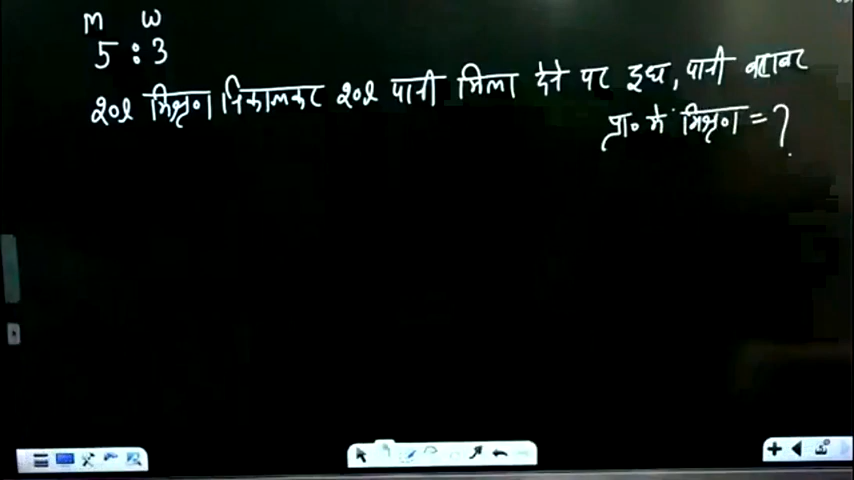 M W
5 : 3
20l मिश्रण निकालकर 20l पानी मिला देने पर दुध, पानी बराबर
प्रा० मे मिश्रण = ?